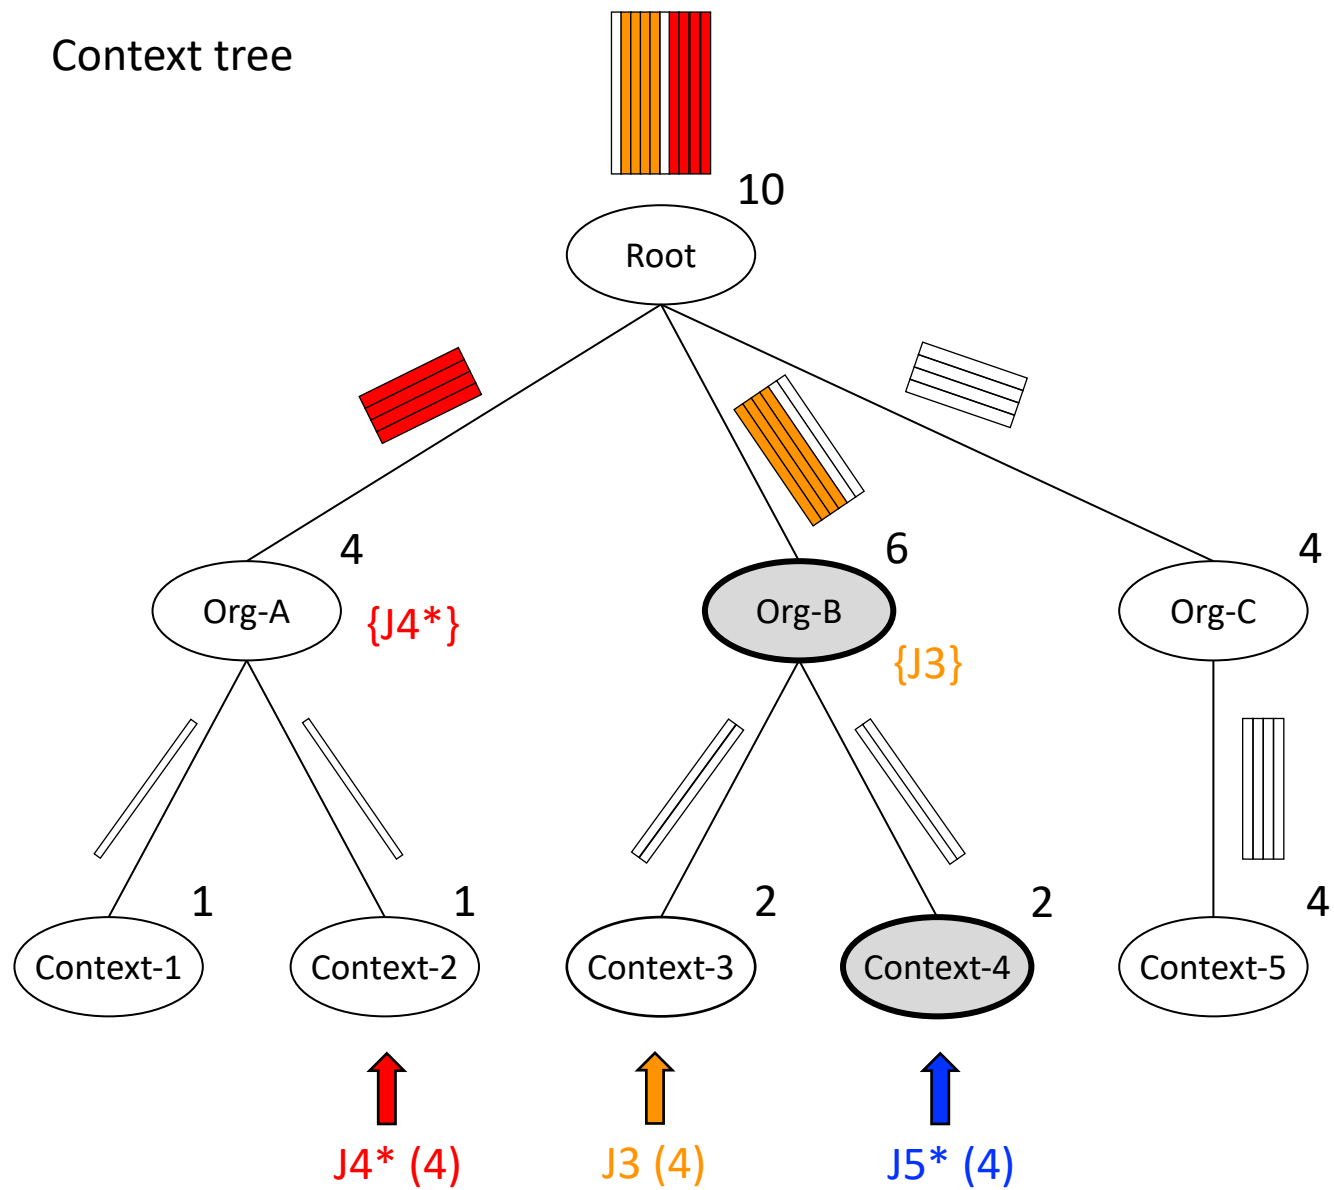 Context tree
10
Root
4
6
4
Org-A
{J4*}
Org-B
{J3}
Org-C
1
1
2
2
4
Context-1
Context-2
Context-3
Context-4
Context-5
J4* (4)
J3 (4)
J5* (4)